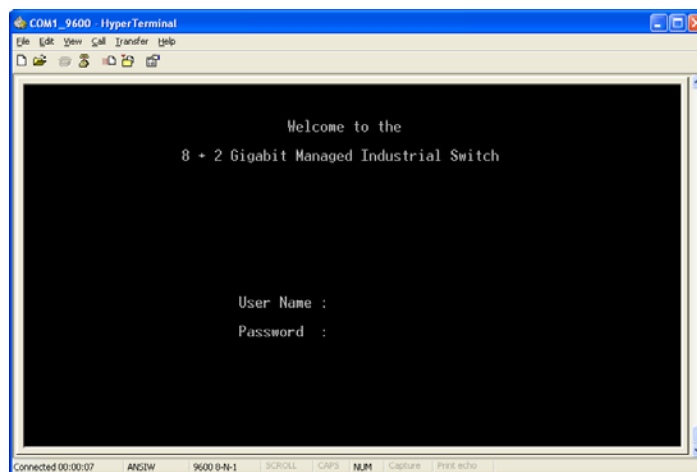 COM1_9600 - HyperTerminal
File Edit View Call Transfer Help
Welcome to the
8 + 2 Gigabit Managed Industrial Switch
User Name :
Password :
Connected 00:00:07 ANSIW 9600 8-N-1 SCROLL CAPS NUM Capture Print echo